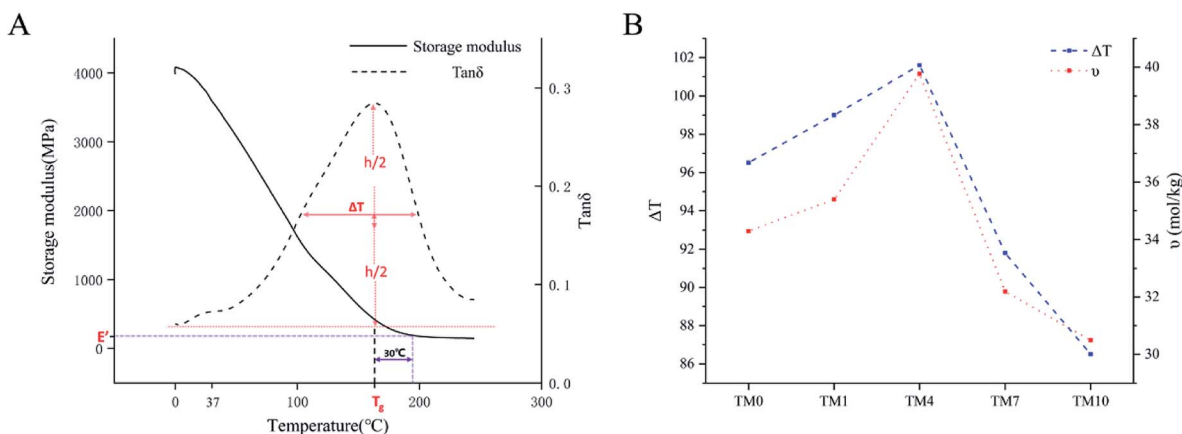 A
Storage modulus
Tanδ
Storage modulus(MPa)
4000
3000
2000
1000
0
E'
0.3
0.2
0.1
0.0
Tanδ
h/2
ΔT
h/2
30℃
0
37
100
Tg
200
300
Temperature(℃)
B
ΔT
υ
ΔT
102
100
98
96
94
92
90
88
86
40
38
36
34
32
30
υ (mol/kg)
TM0
TM1
TM4
TM7
TM10